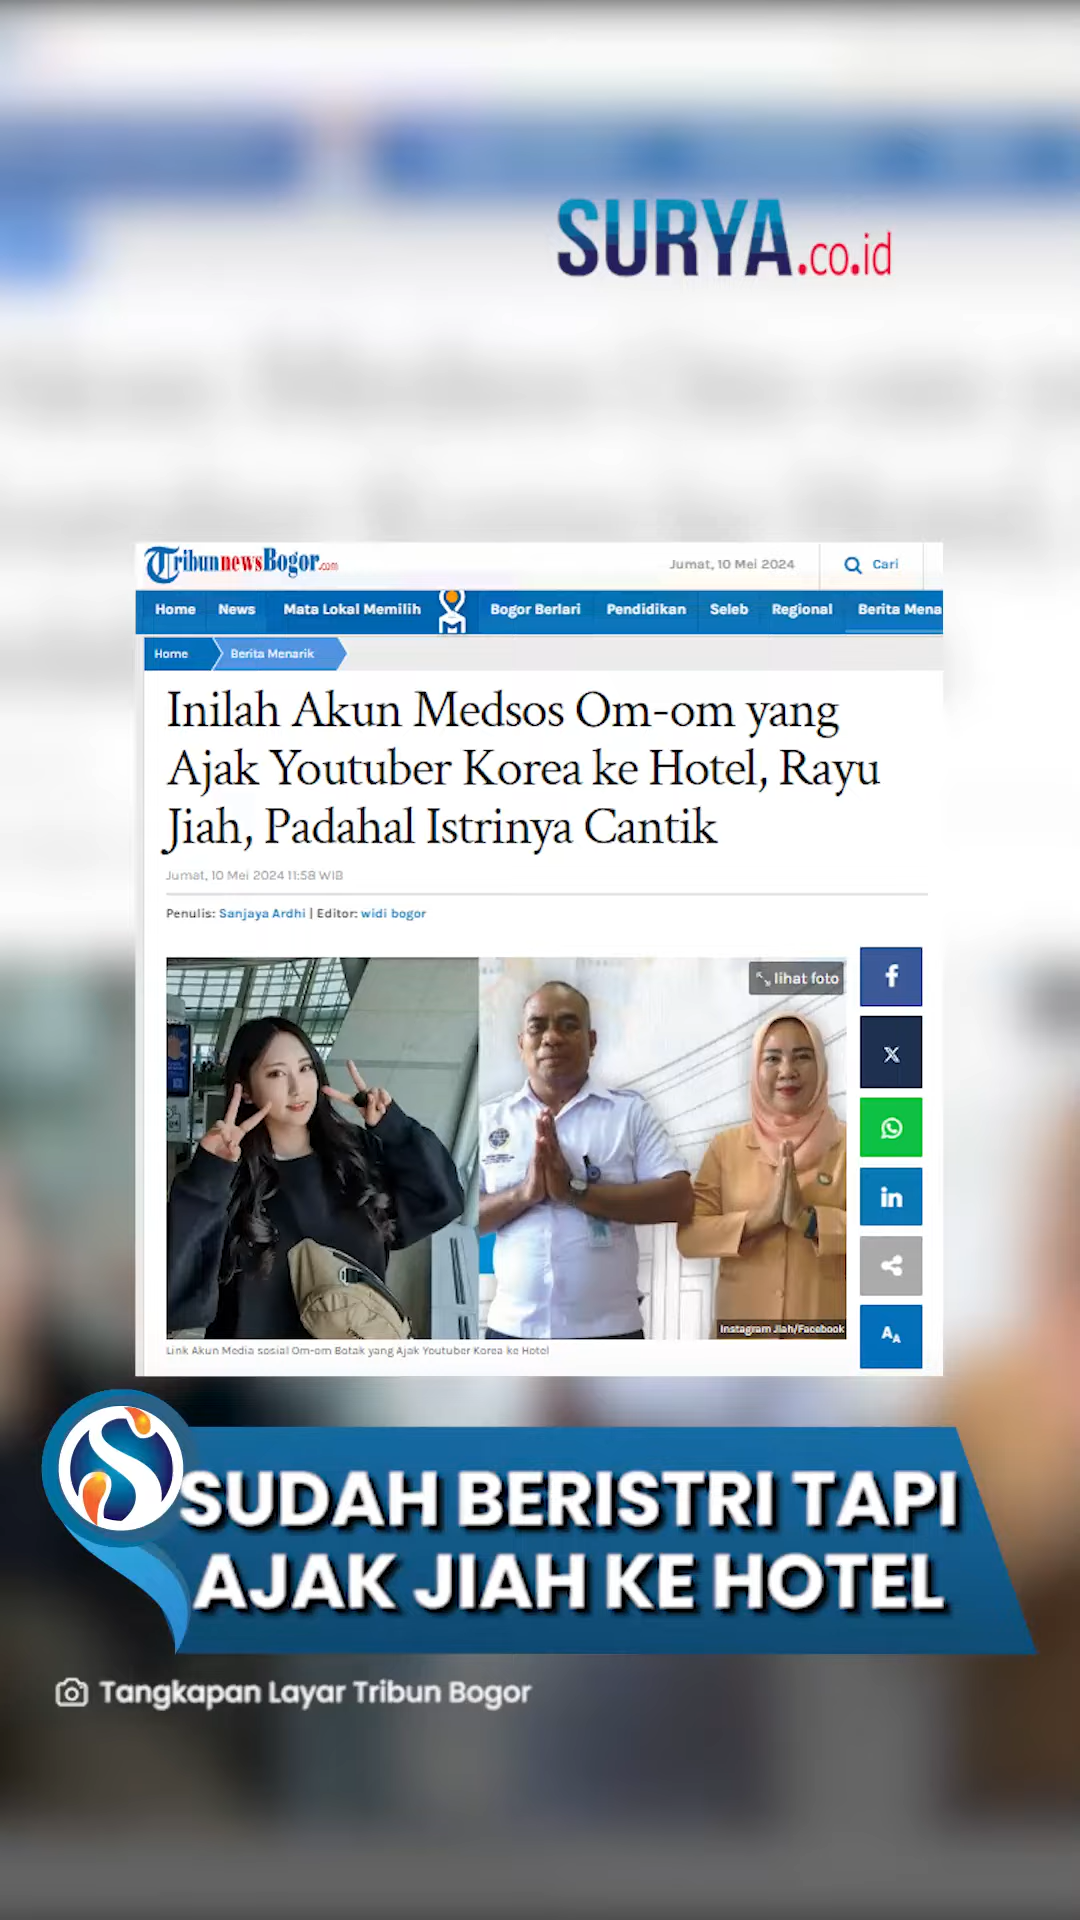 SURYA.co.id
TribunnewsBogor.com
Jumat, 10 Mei 2024
Cari
Home
News
Mata Lokal Memilih
Bogor Berlari
Pendidikan
Seleb
Regional
Berita Mena
Home
Berita Menarik
Inilah Akun Medsos Om-om yang
Ajak Youtuber Korea ke Hotel, Rayu
Jiah, Padahal Istrinya Cantik
Jumat, 10 Mei 2024 11:58 WIB
Penulis: Sanjaya Ardhi | Editor: widi bogor
lihat foto
Instagram Jiah/Facebook
Link Akun Media sosial Om-om Botak yang Ajak Youtuber Korea ke Hotel
SUDAH BERISTRI TAPI
AJAK JIAH KE HOTEL
Tangkapan Layar Tribun Bogor